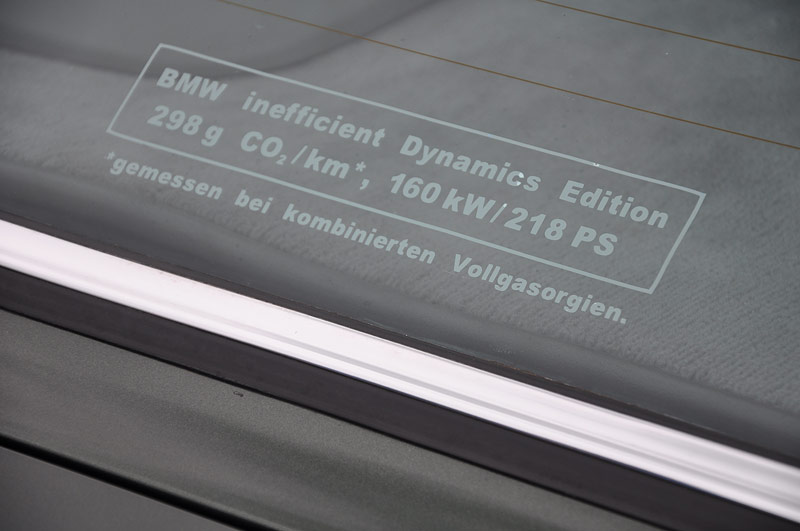 BMW inefficient Dynamics Edition
298 g CO₂/km*, 160 kW/218 PS
*gemessen bei kombinierten Vollgasorgien.